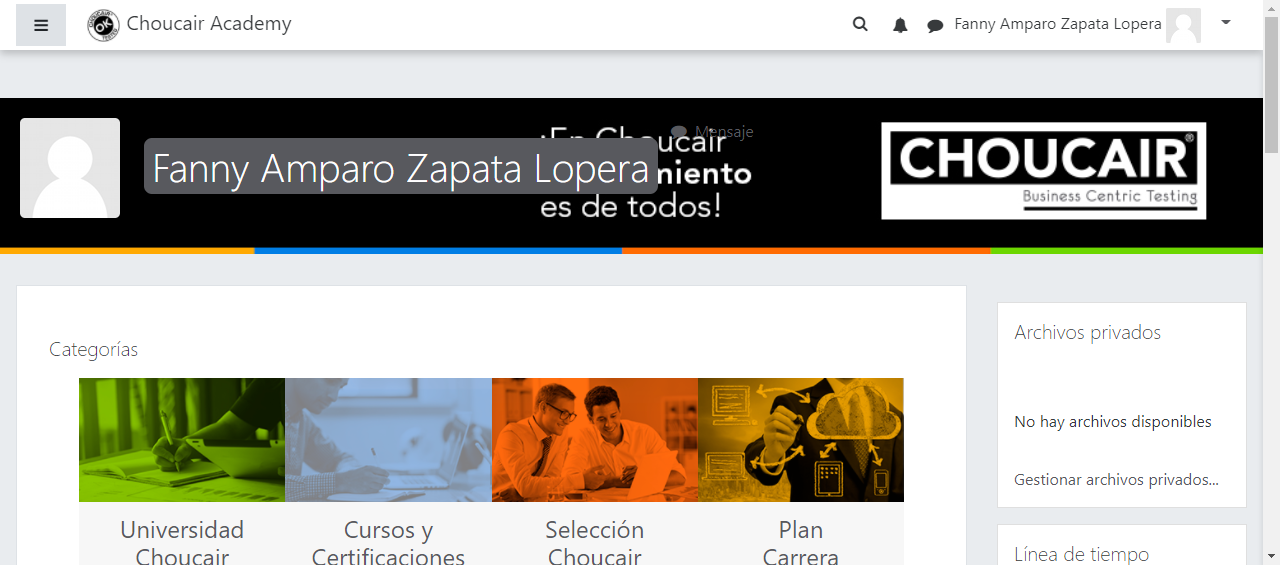 Choucair Academy
Fanny Amparo Zapata Lopera
Mensaje
Fanny Amparo Zapata Lopera
¡En Choucair
miento
es de todos!
CHOUCAIR®
Business Centric Testing
Categorías
Universidad
Choucair
Cursos y
Certificaciones
Selección
Choucair
Plan
Carrera
Archivos privados
No hay archivos disponibles
Gestionar archivos privados...
Línea de tiempo